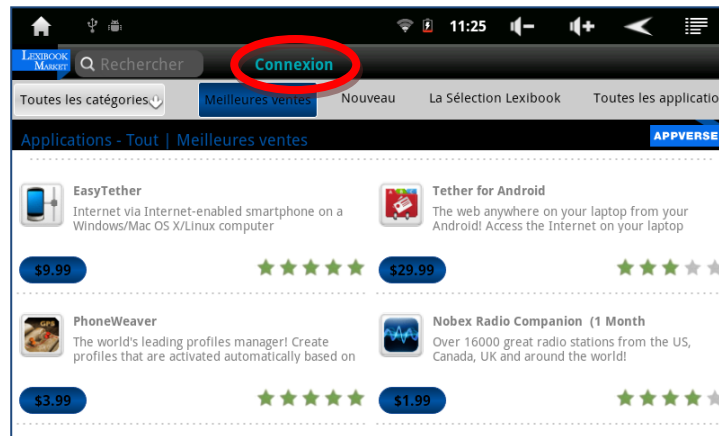 11:25
LEXIBOOK
MARKET
Rechercher
Connexion
Toutes les catégories
Meilleures ventes
Nouveau
La Sélection Lexibook
Toutes les applicatio
Applications - Tout | Meilleures ventes
APPVERSE
EasyTether
Internet via Internet-enabled smartphone on a
Windows/Mac OS X/Linux computer
$9.99
Tether for Android
The web anywhere on your laptop from your
Android! Access the Internet on your laptop
$29.99
GPS
PhoneWeaver
The world's leading profiles manager! Create
profiles that are activated automatically based on
$3.99
Nobex Radio Companion (1 Month
Over 16000 great radio stations from the US,
Canada, UK and around the world!
$1.99